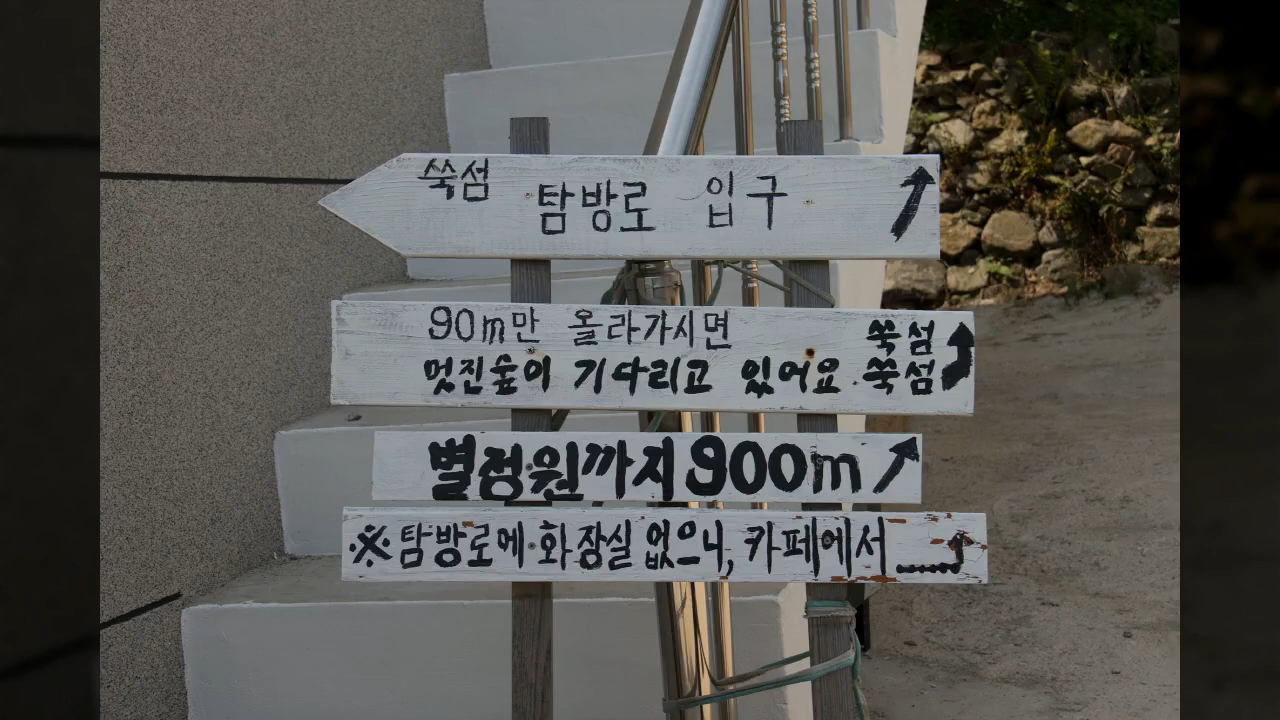 쑥섬 탐방로 입구
90m만 올라가시면 쑥섬
멋진숲이 기다리고 있어요. 쑥섬
별정원까지 900m
※탐방로에 화장실 없으니, 카페에서